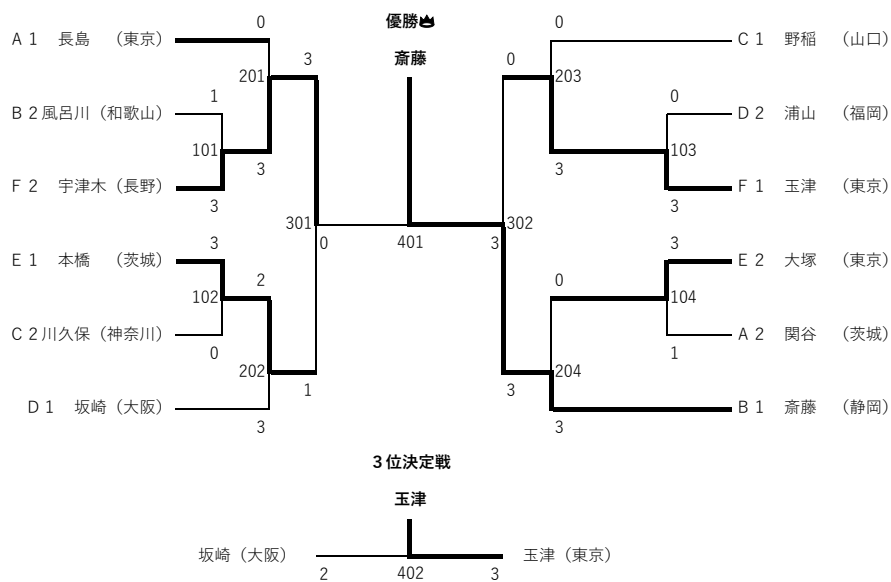 優勝
斎藤
0
0
A 1 長島 （東京）
C 1 野稲 （山口）
3
0
201
203
1
0
B 2 風呂川（和歌山）
D 2 浦山 （福岡）
101
103
3
3
F 2 宇津木（長野）
F 1 玉津 （東京）
3
3
301
302
0
401
3
3
3
E 1 本橋 （茨城）
E 2 大塚 （東京）
2
0
102
104
C 2 川久保（神奈川）
A 2 関谷 （茨城）
0
1
202
204
1
3
D 1 坂崎（大阪）
B 1 斎藤 （静岡）
3
3
３位決定戦
玉津
坂崎（大阪）
玉津（東京）
2
402
3